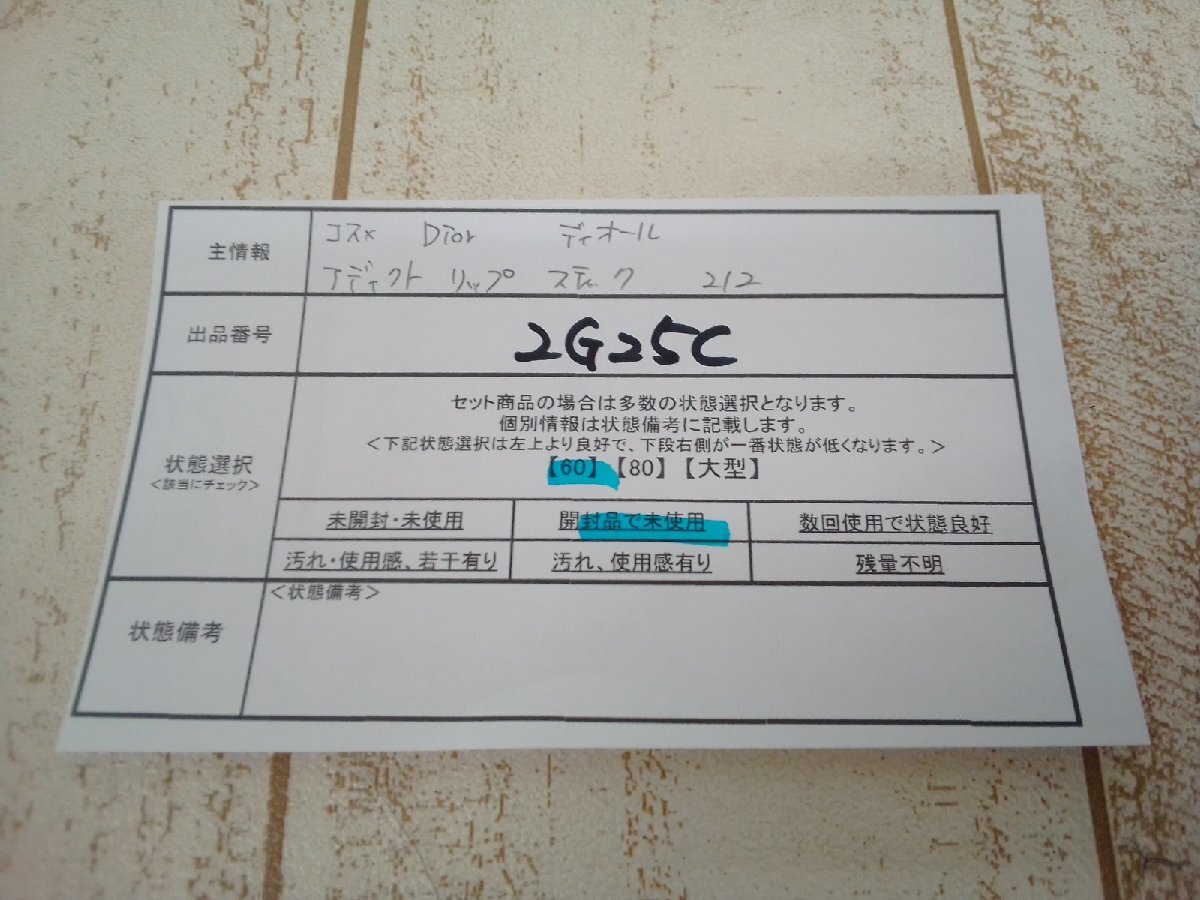 主情報
コスメ Dior ディオール
アディクト リップ スティック 212
出品番号
2G25C
状態選択
<該当にチェック>
セット商品の場合は多数の状態選択となります。
個別情報は状態備考に記載します。
<下記状態選択は左上より良好で、下段右側が一番状態が低くなります。>
【60】【80】【大型】
未開封・未使用 開封品で未使用 数回使用で状態良好
汚れ・使用感、若干有り 汚れ、使用感有り 残量不明
状態備考
<状態備考>